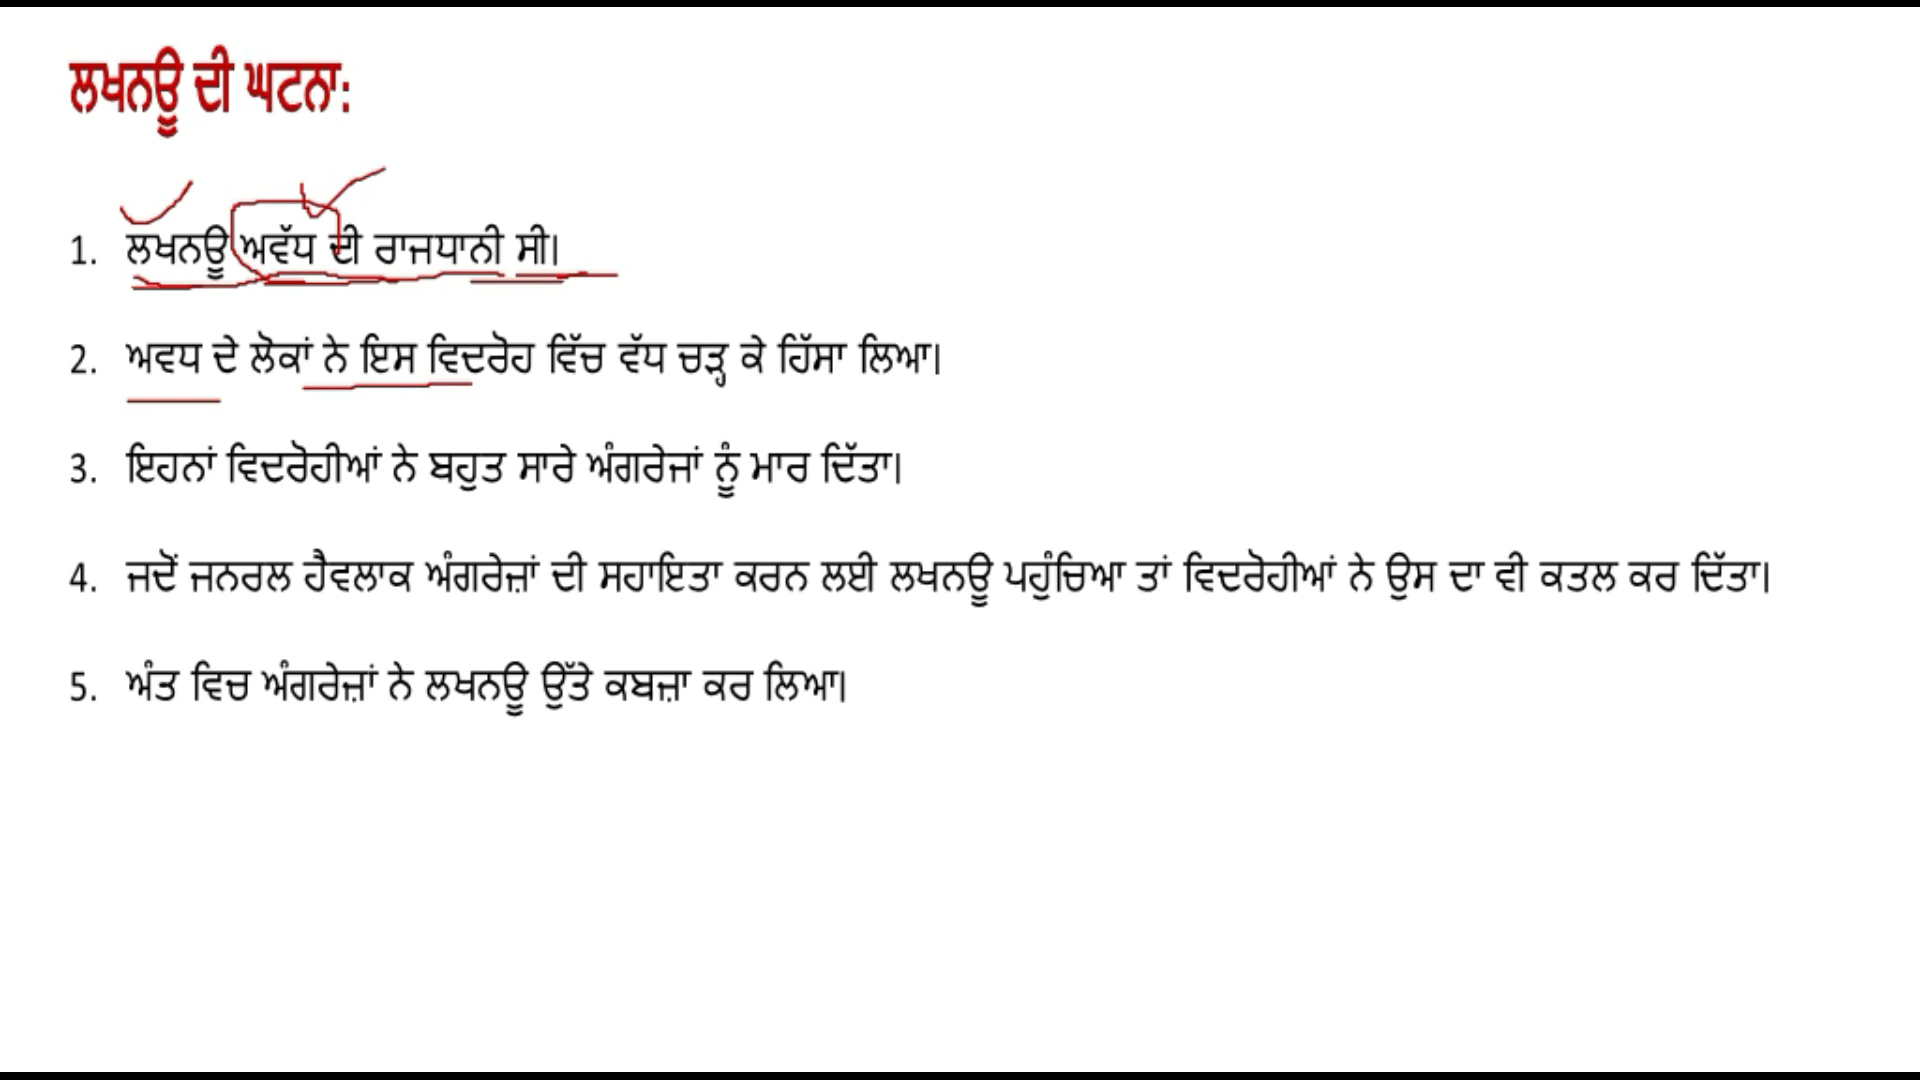 ਲਖਨਊ ਦੀ ਘਟਨਾ:
1. ਲਖਨਊ ਅਵੱਧ ਦੀ ਰਾਜਧਾਨੀ ਸੀ।
2. ਅਵਧ ਦੇ ਲੋਕਾਂ ਨੇ ਇਸ ਵਿਦਰੋਹ ਵਿੱਚ ਵੱਧ ਚੜ੍ਹ ਕੇ ਹਿੱਸਾ ਲਿਆ।
3. ਇਹਨਾਂ ਵਿਦਰੋਹੀਆਂ ਨੇ ਬਹੁਤ ਸਾਰੇ ਅੰਗਰੇਜਾਂ ਨੂੰ ਮਾਰ ਦਿੱਤਾ।
4. ਜਦੋਂ ਜਨਰਲ ਹੈਵਲਾਕ ਅੰਗਰੇਜ਼ਾਂ ਦੀ ਸਹਾਇਤਾ ਕਰਨ ਲਈ ਲਖਨਊ ਪਹੁੰਚਿਆ ਤਾਂ ਵਿਦਰੋਹੀਆਂ ਨੇ ਉਸ ਦਾ ਵੀ ਕਤਲ ਕਰ ਦਿੱਤਾ।
5. ਅੰਤ ਵਿਚ ਅੰਗਰੇਜ਼ਾਂ ਨੇ ਲਖਨਊ ਉੱਤੇ ਕਬਜ਼ਾ ਕਰ ਲਿਆ।